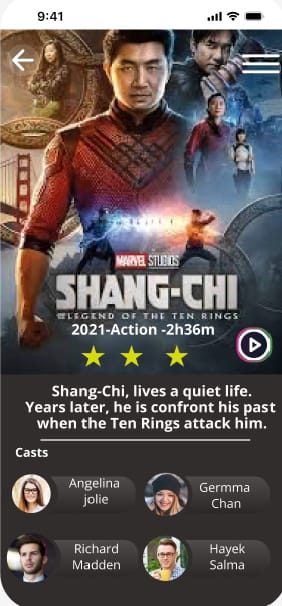 9:41
MARVEL STUDIOS
SHANG-CHI
AND THE LEGEND OF THE TEN RINGS
2021-Action -2h36m
Shang-Chi, lives a quiet life.
Years later, he is confront his past
when the Ten Rings attack him.
Casts
Angelina
jolie
Germma
Chan
Richard
Madden
Hayek
Salma